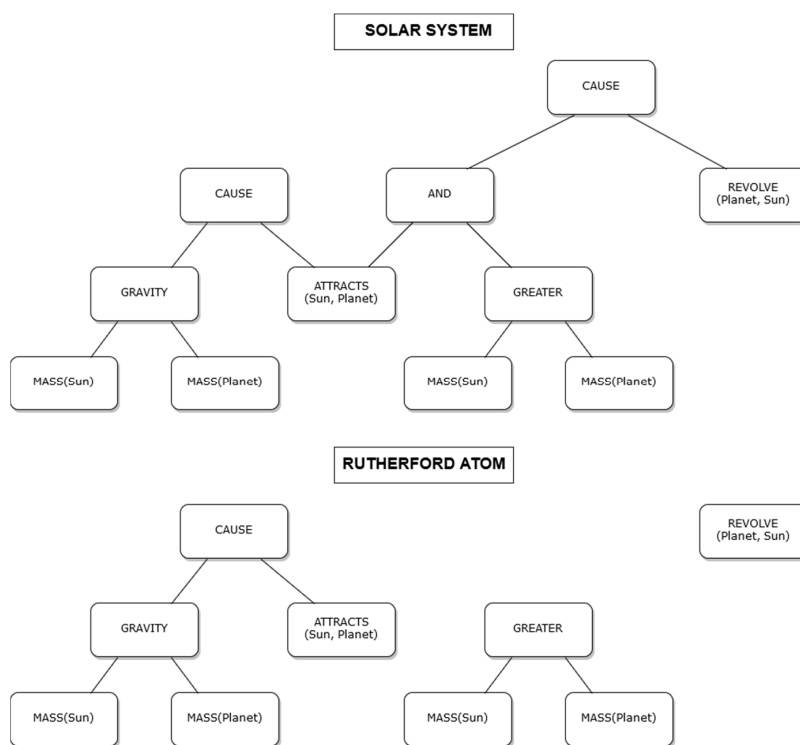 SOLAR SYSTEM
CAUSE
CAUSE
AND
REVOLVE
(Planet, Sun)
GRAVITY
ATTRACTS
(Sun, Planet)
GREATER
MASS(Sun)
MASS(Planet)
MASS(Sun)
MASS(Planet)
RUTHERFORD ATOM
CAUSE
REVOLVE
(Planet, Sun)
GRAVITY
ATTRACTS
(Sun, Planet)
GREATER
MASS(Sun)
MASS(Planet)
MASS(Sun)
MASS(Planet)